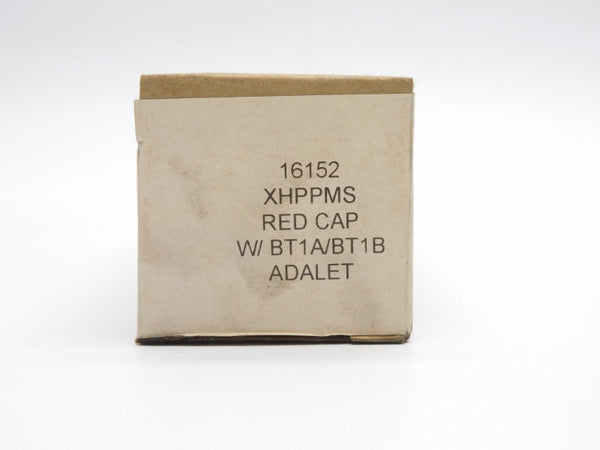 16152
XHPPMS
RED CAP
W/ BT1A/BT1B
ADALET